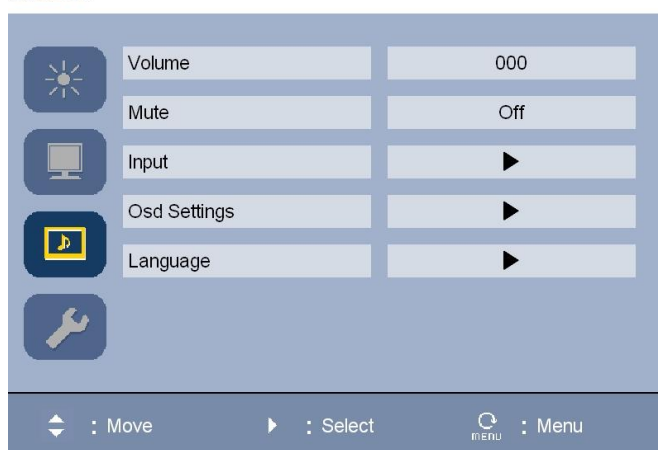 Volume 000
Mute Off
Input
Osd Settings
Language
: Move : Select MENU : Menu